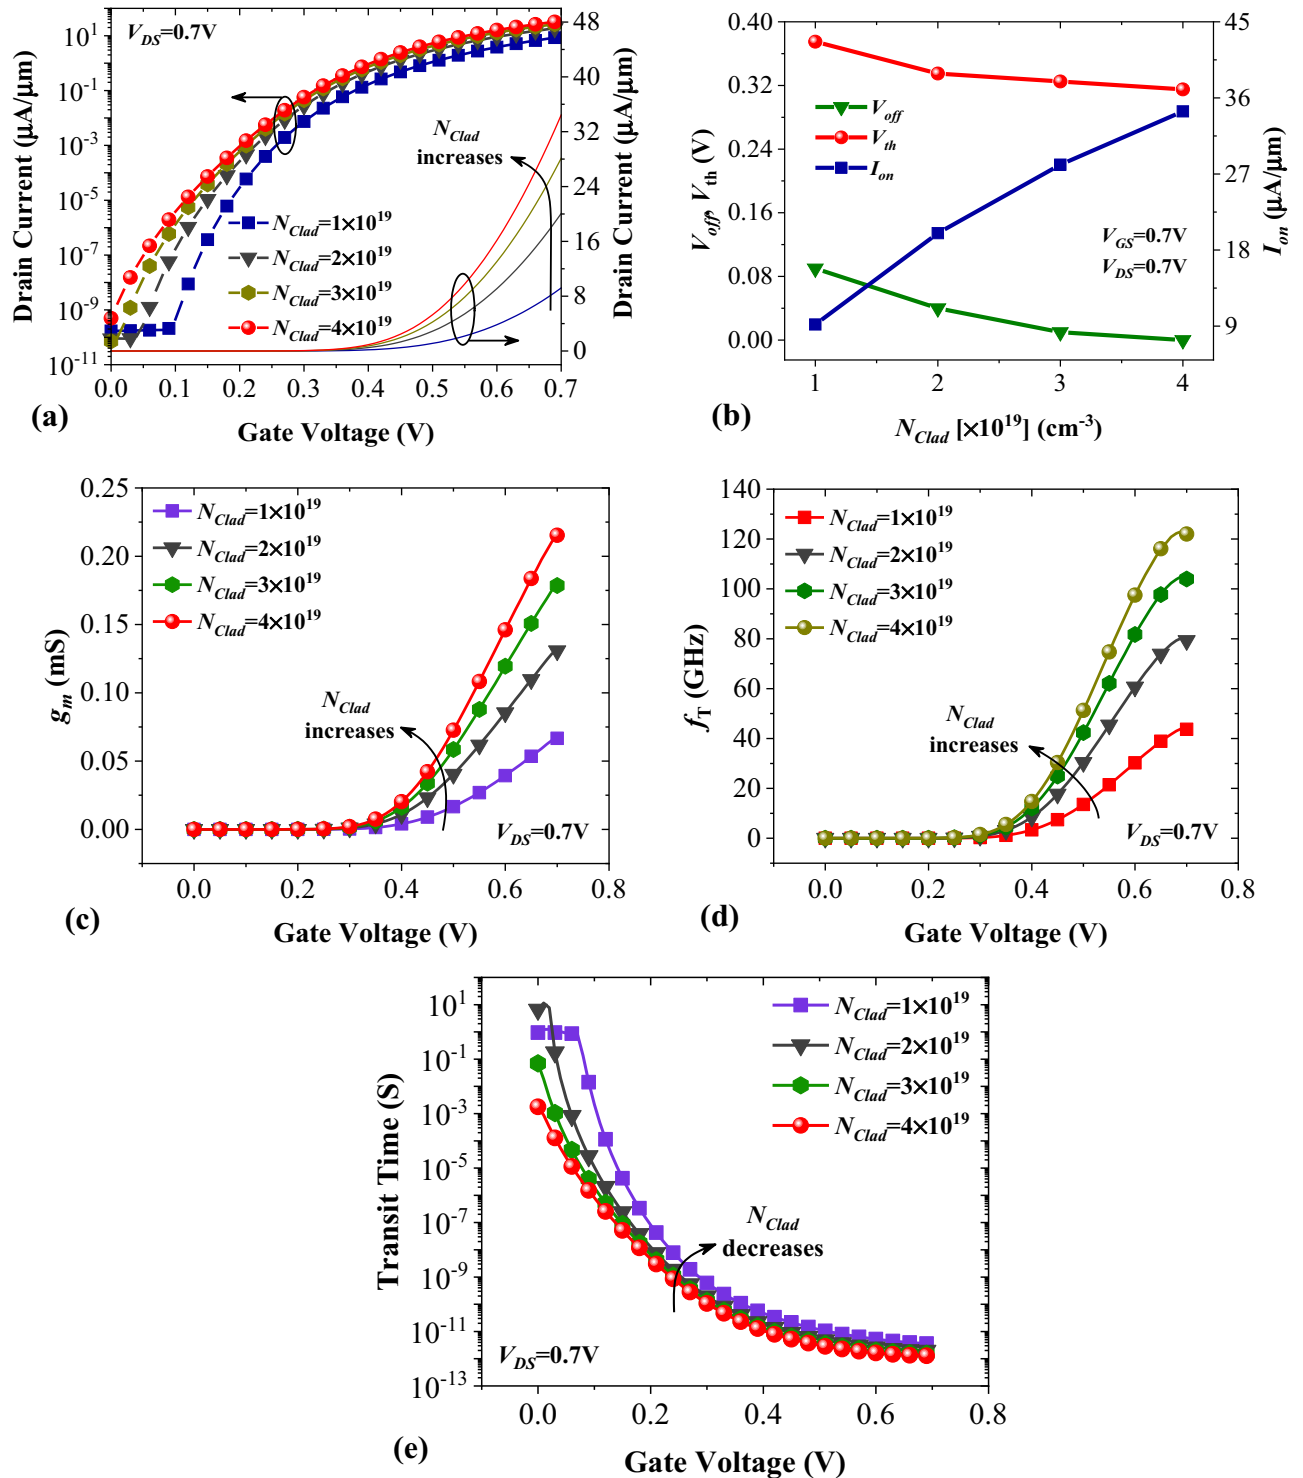 V_DS=0.7V
10^1
10^-1
10^-3
10^-5
10^-7
10^-9
10^-11
Drain Current (μA/μm)
48
40
32
24
16
8
0
Drain Current (μA/μm)
N_Clad
increases
N_Clad=1×10^19
N_Clad=2×10^19
N_Clad=3×10^19
N_Clad=4×10^19
0.0 0.1 0.2 0.3 0.4 0.5 0.6 0.7
Gate Voltage (V)
(a)
0.40
0.32
0.24
0.16
0.08
0.00
V_off, V_th (V)
45
36
27
18
9
I_on (μA/μm)
V_off
V_th
I_on
V_GS=0.7V
V_DS=0.7V
1 2 3 4
N_Clad [×10^19] (cm^-3)
(b)
0.25
0.20
0.15
0.10
0.05
0.00
g_m (mS)
N_Clad=1×10^19
N_Clad=2×10^19
N_Clad=3×10^19
N_Clad=4×10^19
N_Clad
increases
V_DS=0.7V
0.0 0.2 0.4 0.6 0.8
Gate Voltage (V)
(c)
140
120
100
80
60
40
20
0
f_T (GHz)
N_Clad=1×10^19
N_Clad=2×10^19
N_Clad=3×10^19
N_Clad=4×10^19
N_Clad
increases
V_DS=0.7V
0.0 0.2 0.4 0.6 0.8
Gate Voltage (V)
(d)
10^1
10^-1
10^-3
10^-5
10^-7
10^-9
10^-11
10^-13
Transit Time (S)
N_Clad=1×10^19
N_Clad=2×10^19
N_Clad=3×10^19
N_Clad=4×10^19
N_Clad
decreases
V_DS=0.7V
0.0 0.2 0.4 0.6 0.8
Gate Voltage (V)
(e)